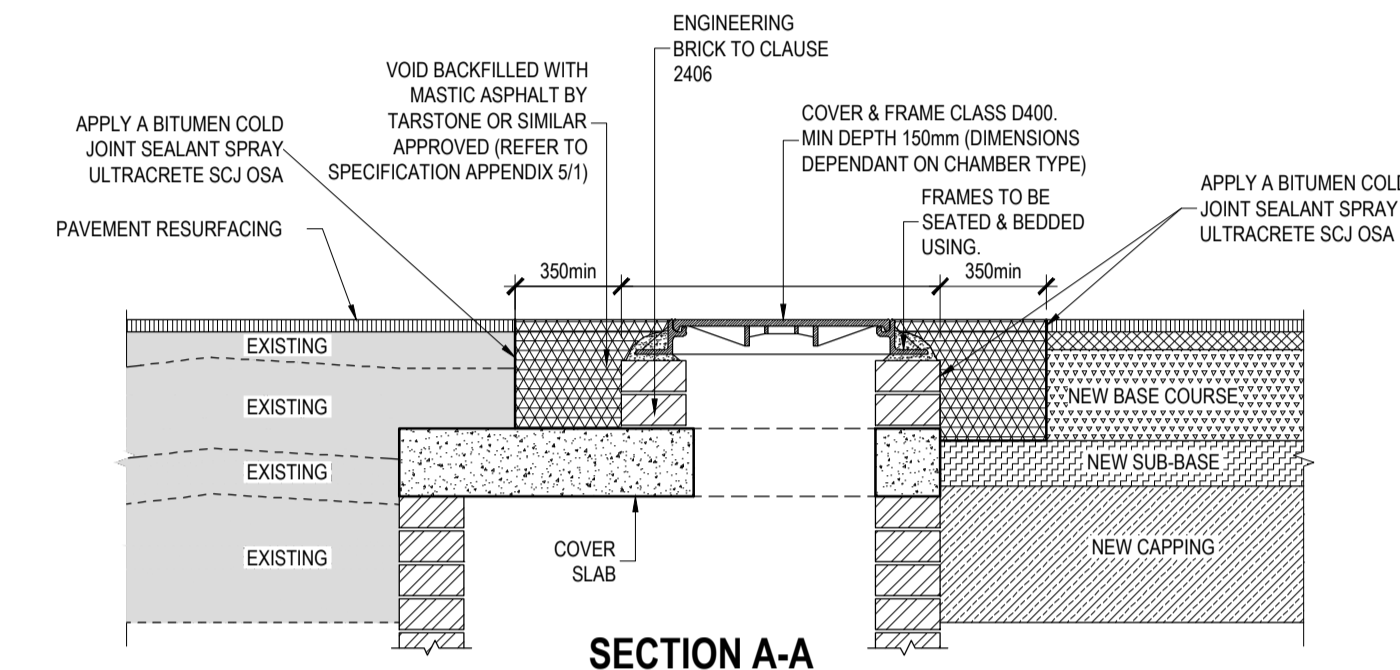 ENGINEERING
BRICK TO CLAUSE
2406
VOID BACKFILLED WITH
MASTIC ASPHALT BY
TARSTONE OR SIMILAR
APPROVED (REFER TO
SPECIFICATION APPENDIX 5/1)
APPLY A BITUMEN COLD
JOINT SEALANT SPRAY
ULTRACRETE SCJ OSA
PAVEMENT RESURFACING
COVER & FRAME CLASS D400.
MIN DEPTH 150mm (DIMENSIONS
DEPENDANT ON CHAMBER TYPE)
FRAMES TO BE
SEATED & BEDDED
USING.
APPLY A BITUMEN COLD
JOINT SEALANT SPRAY
ULTRACRETE SCJ OSA
350min
350min
EXISTING
EXISTING
EXISTING
EXISTING
NEW BASE COURSE
NEW SUB-BASE
NEW CAPPING
COVER
SLAB
SECTION A-A